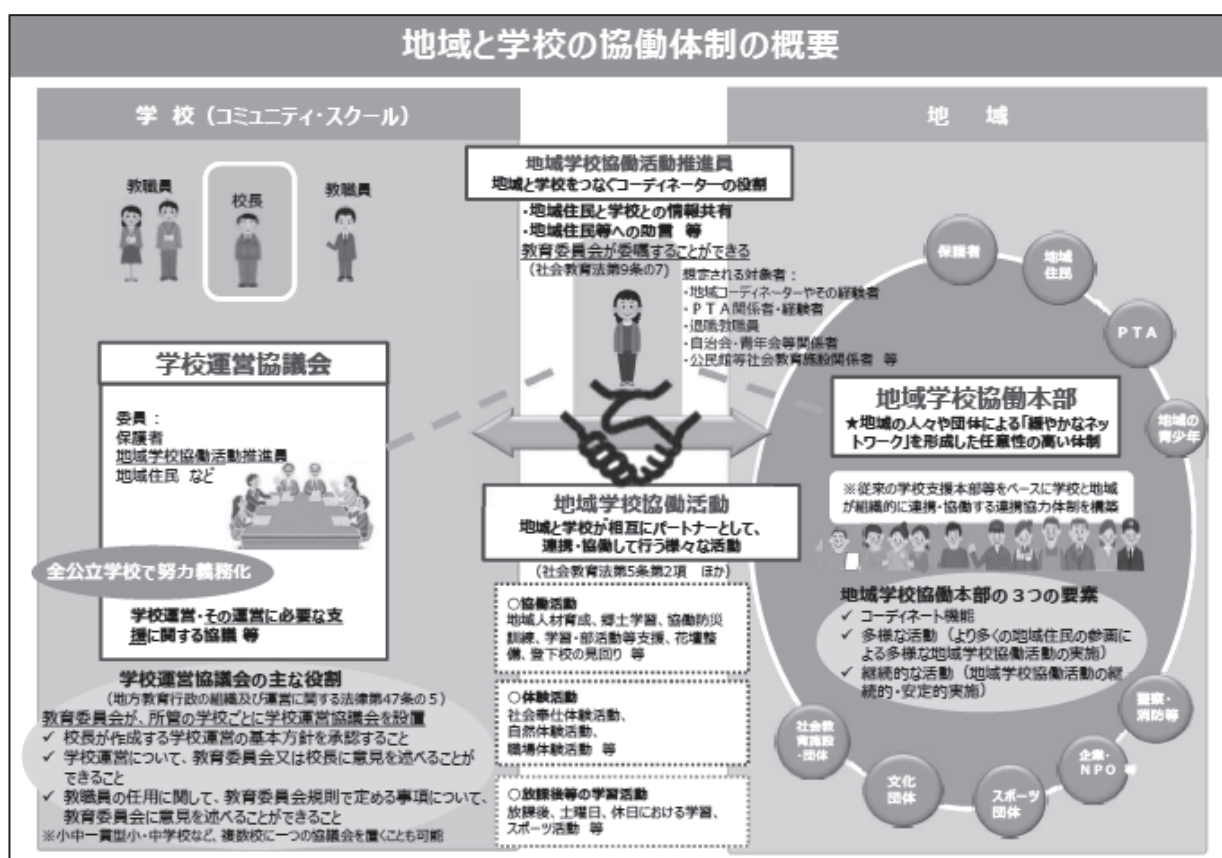 地域と学校の協働体制の概要
学 校（コミュニティ・スクール）
教職員
校長
教職員
学校運営協議会
委員：
保護者
地域学校協働活動推進員
地域住民 など
全公立学校で努力義務化
学校運営・その運営に必要な支
援に関する協議 等
学校運営協議会の主な役割
（地方教育行政の組織及び運営に関する法律第47条の５）
教育委員会が、所管の学校ごとに学校運営協議会を設置
✓ 校長が作成する学校運営の基本方針を承認すること
✓ 学校運営について、教育委員会又は校長に意見を述べることが
できること
✓ 教職員の任用に関して、教育委員会規則で定める事項について、
教育委員会に意見を述べることができること
※小中一貫型小・中学校など、複数校に一つの協議会を置くことも可能
地域学校協働活動推進員
地域と学校をつなぐコーディネーターの役割
・地域住民と学校との情報共有
・地域住民等への助言 等
教育委員会が委嘱することができる
（社会教育法第9条の7）
想定される対象者：
・地域コーディネーターやその経験者
・ＰＴＡ関係者・経験者
・退職教職員
・自治会・青年会等関係者
・公民館等社会教育施設関係者 等
地域学校協働活動
地域と学校が相互にパートナーとして、
連携・協働して行う様々な活動
（社会教育法第5条第2項 ほか）
○協働活動
地域人材育成、郷土学習、協働防災
訓練、学習・部活動等支援、花壇整
備、登下校の見回り 等
○体験活動
社会奉仕体験活動、
自然体験活動、
職場体験活動 等
○放課後等の学習活動
放課後、土曜日、休日における学習、
スポーツ活動 等
地 域
保護者
地域
住民
ＰＴＡ
地域の
青少年
地域学校協働本部
★地域の人々や団体による「緩やかなネッ
トワーク」を形成した任意性の高い体制
※従来の学校支援本部等をベースに学校と地域
が組織的に連携・協働する連携協力体制を構築
地域学校協働本部の３つの要素
✓ コーディネート機能
✓ 多様な活動（より多くの地域住民の参画に
よる多様な地域学校協働活動の実施）
✓ 継続的な活動（地域学校協働活動の継
続的・安定的実施）
警察・
消防等
企業・
ＮＰＯ 等
スポーツ
団体
文化
団体
社会教
育施設
・団体